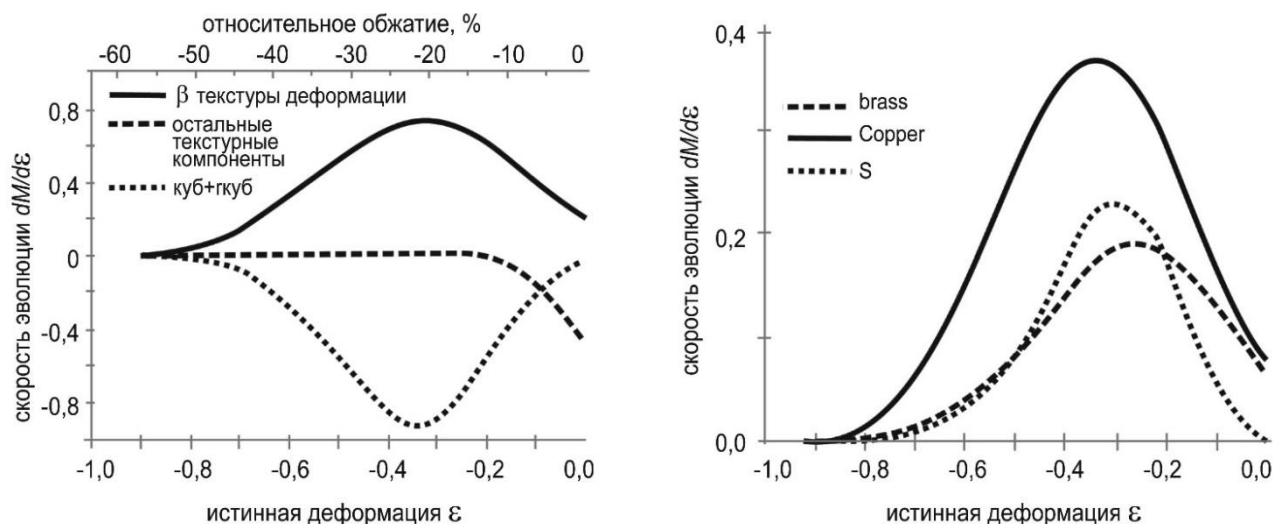 относительное обжатие, %
-60 -50 -40 -30 -20 -10 0
β текстуры деформации
остальные
текстурные
компоненты
куб+гкуб
0,8
0,4
0
-0,4
-0,8
скорость эволюции dM/dε
-1,0 -0,8 -0,6 -0,4 -0,2 0,0
истинная деформация ε
0,4
0,2
0,0
brass
Copper
S
скорость эволюции dM/dε
-1,0 -0,8 -0,6 -0,4 -0,2 0,0
истинная деформация ε